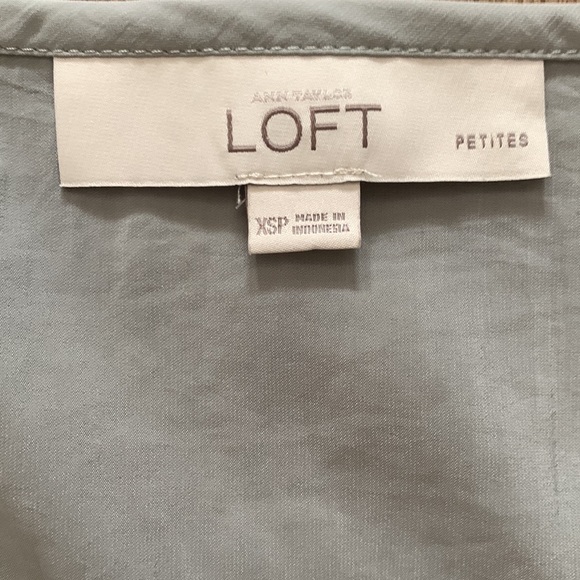 ANN TAYLOR
LOFT
PETITES
XSP MADE IN
INDONESIA